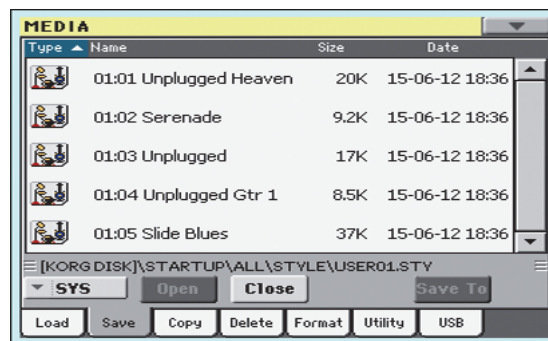 MEDIA
Type Name Size Date
01:01 Unplugged Heaven 20K 15-06-12 18:36
01:02 Serenade 9.2K 15-06-12 18:36
01:03 Unplugged 17K 15-06-12 18:36
01:04 Unplugged Gtr 1 8.5K 15-06-12 18:36
01:05 Slide Blues 37K 15-06-12 18:36
[KORG DISK]\STARTUP\ALL\STYLE\USER01.STY
SYS Open Close Save To
Load Save Copy Delete Format Utility USB